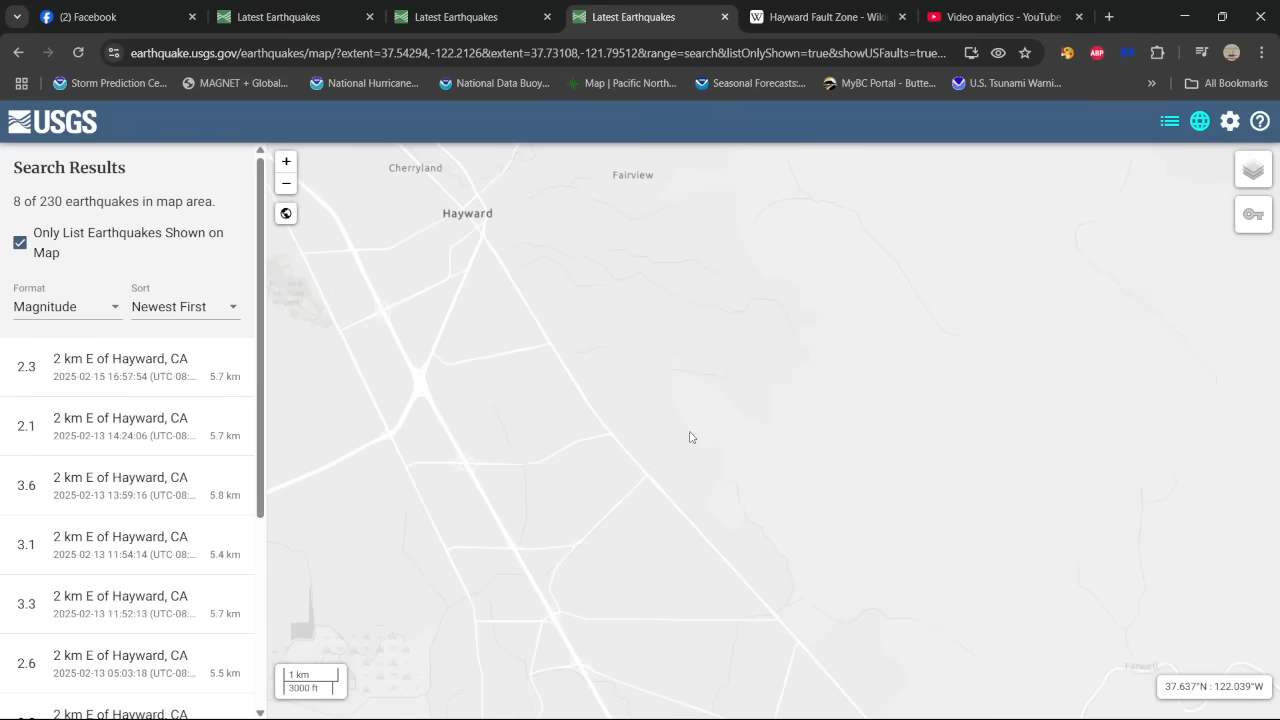 (2) Facebook
Latest Earthquakes
Latest Earthquakes
Latest Earthquakes
Hayward Fault Zone - Wiki
Video analytics - YouTube
earthquake.usgs.gov/earthquakes/map/?extent=37.54294,-122.2126&extent=37.73108,-121.79512&range=search&listOnlyShown=true&showUSFaults=true...
ABP
Storm Prediction Ce...
MAGNET + Global...
National Hurricane...
National Data Buoy...
Map | Pacific North...
Seasonal Forecasts:...
MyBC Portal - Butte...
U.S. Tsunami Warni...
All Bookmarks
USGS
Search Results
8 of 230 earthquakes in map area.
Only List Earthquakes Shown on
Map
Format
Sort
Magnitude
Newest First
2.3
2 km E of Hayward, CA
2025-02-15 16:57:54 (UTC-08:...
5.7 km
2.1
2 km E of Hayward, CA
2025-02-13 14:24:06 (UTC-08:...
5.7 km
3.6
2 km E of Hayward, CA
2025-02-13 13:59:16 (UTC-08:...
5.8 km
3.1
2 km E of Hayward, CA
2025-02-13 11:54:14 (UTC-08:...
5.4 km
3.3
2 km E of Hayward, CA
2025-02-13 11:52:13 (UTC-08:...
5.7 km
2.6
2 km E of Hayward, CA
2025-02-13 05:03:18 (UTC-08:...
5.5 km
2 km E of Hayward, CA
Cherryland
Fairview
Hayward
Farwell
1 km
3000 ft
37.637°N : 122.039°W